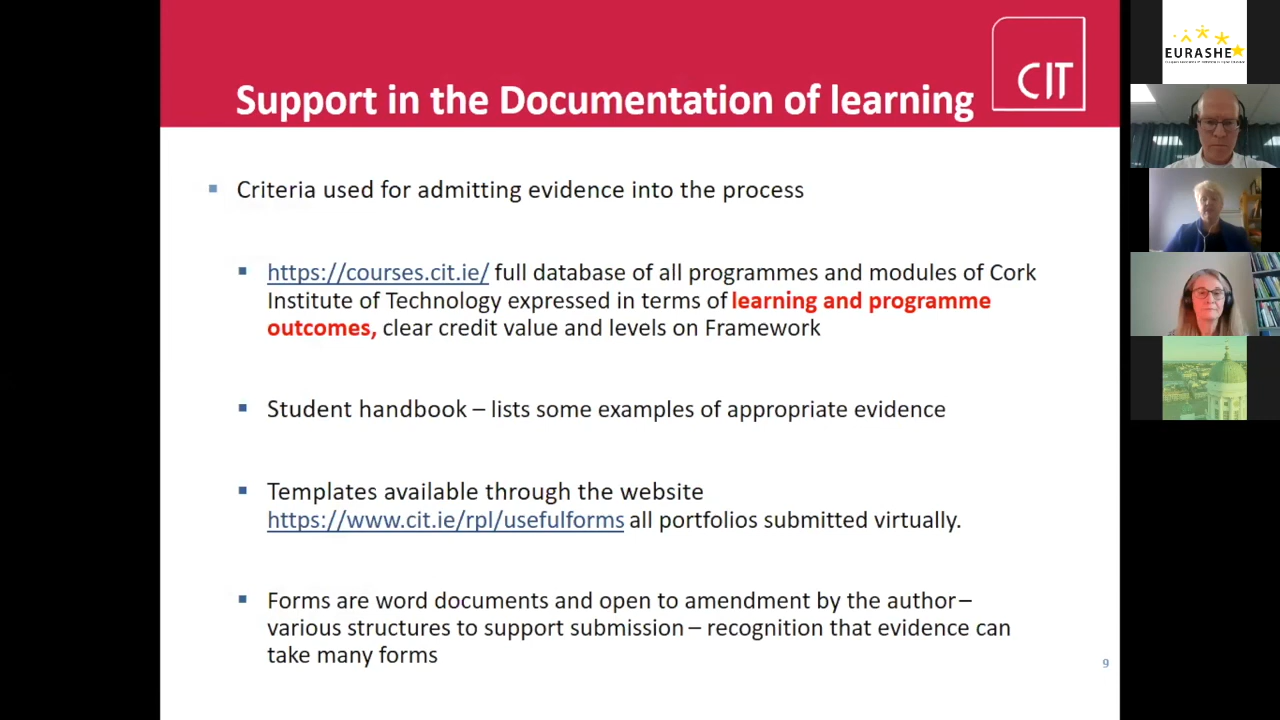 Support in the Documentation of learning
CIT
Criteria used for admitting evidence into the process
https://courses.cit.ie/ full database of all programmes and modules of Cork
Institute of Technology expressed in terms of learning and programme
outcomes, clear credit value and levels on Framework
Student handbook – lists some examples of appropriate evidence
Templates available through the website
https://www.cit.ie/rpl/usefulforms all portfolios submitted virtually.
Forms are word documents and open to amendment by the author –
various structures to support submission – recognition that evidence can
take many forms
9
EURASHE